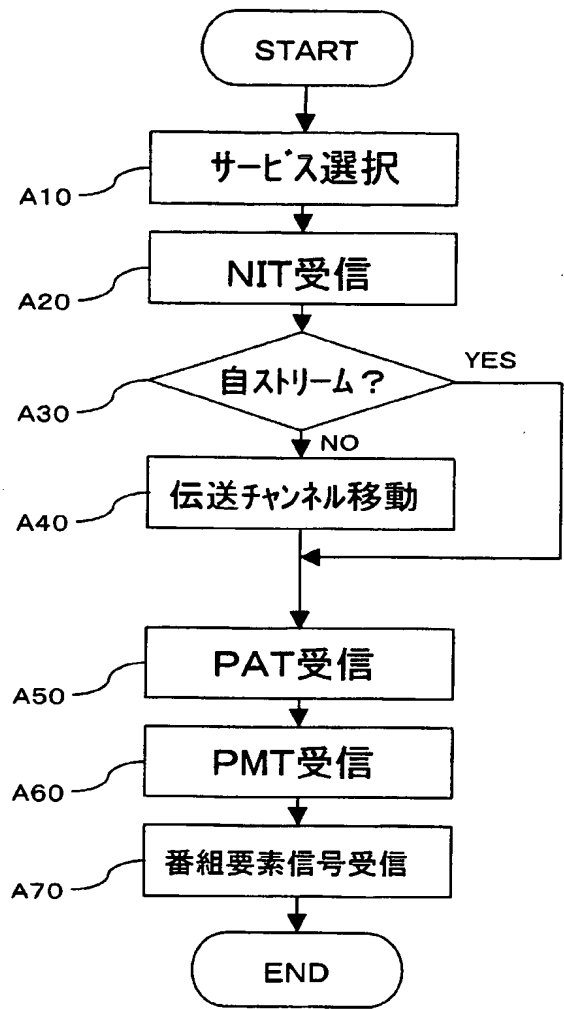 START
サービス選択
A10
NIT受信
A20
自ストリーム？
YES
A30
NO
伝送チャンネル移動
A40
PAT受信
A50
PMT受信
A60
番組要素信号受信
A70
END